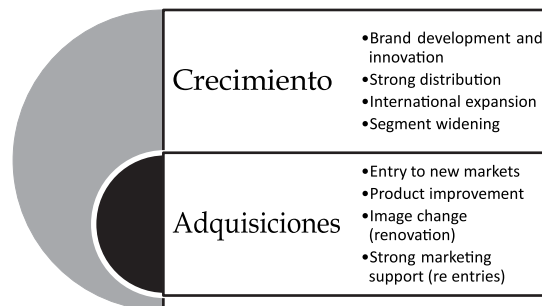 Crecimiento
•Brand development and
innovation
•Strong distribution
•International expansion
•Segment widening
Adquisiciones
•Entry to new markets
•Product improvement
•Image change
(renovation)
•Strong marketing
support (re entries)